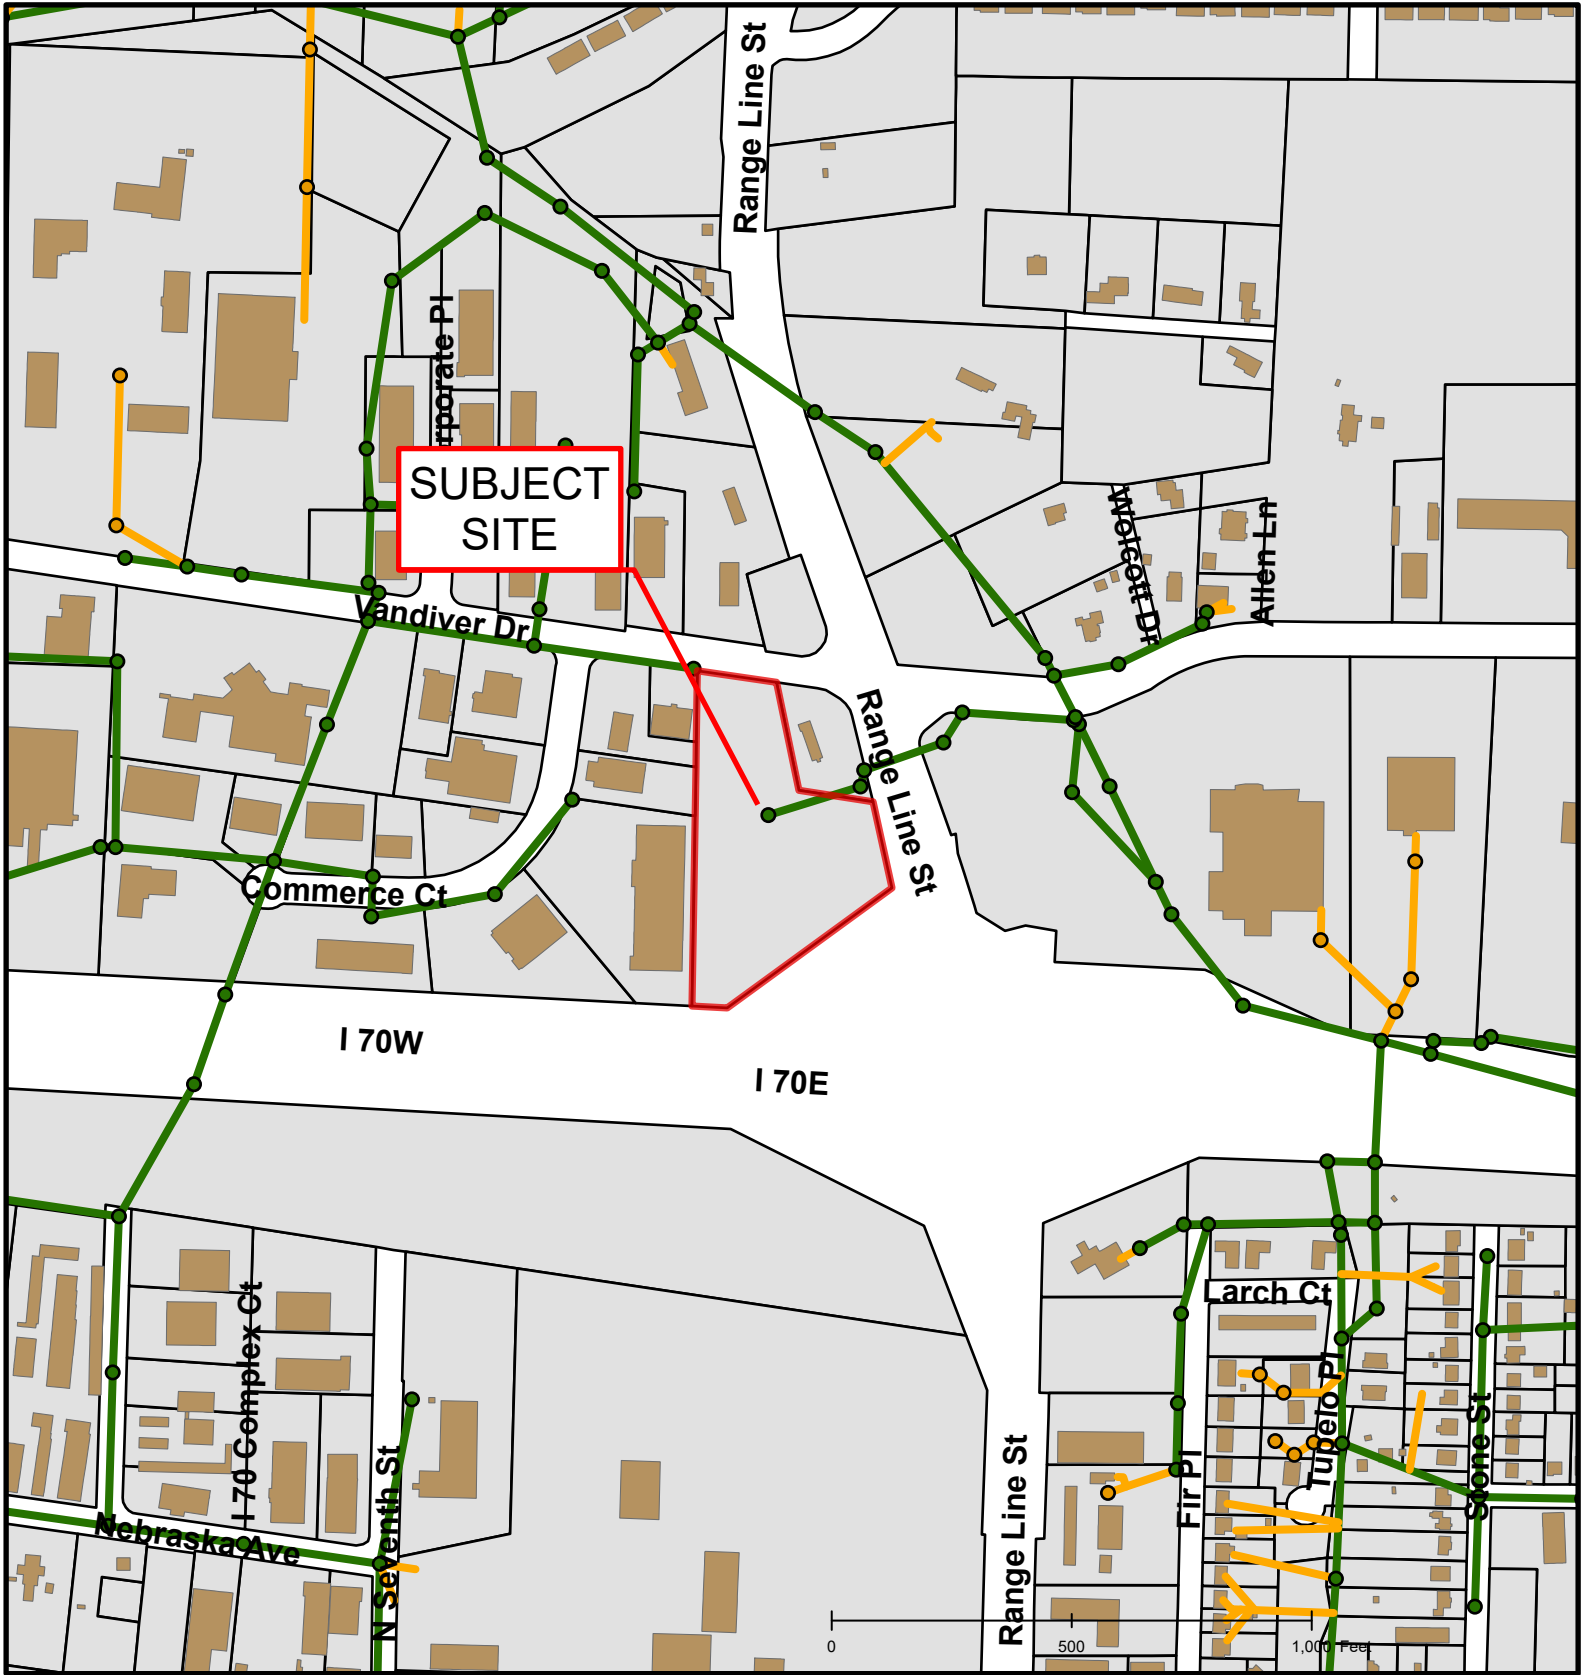 Range Line St
rporate Pl
SUBJECT
SITE
Wolcott Dr
Allen Ln
Vandiver Dr
Range Line St
Commerce Ct
I 70W
I 70E
Larch Ct
I 70 Complex Ct
Tupelo Pl
Stone St
N Seventh St
Range Line St
Fir Pl
Nebraska Ave
0
500
1,000 Feet